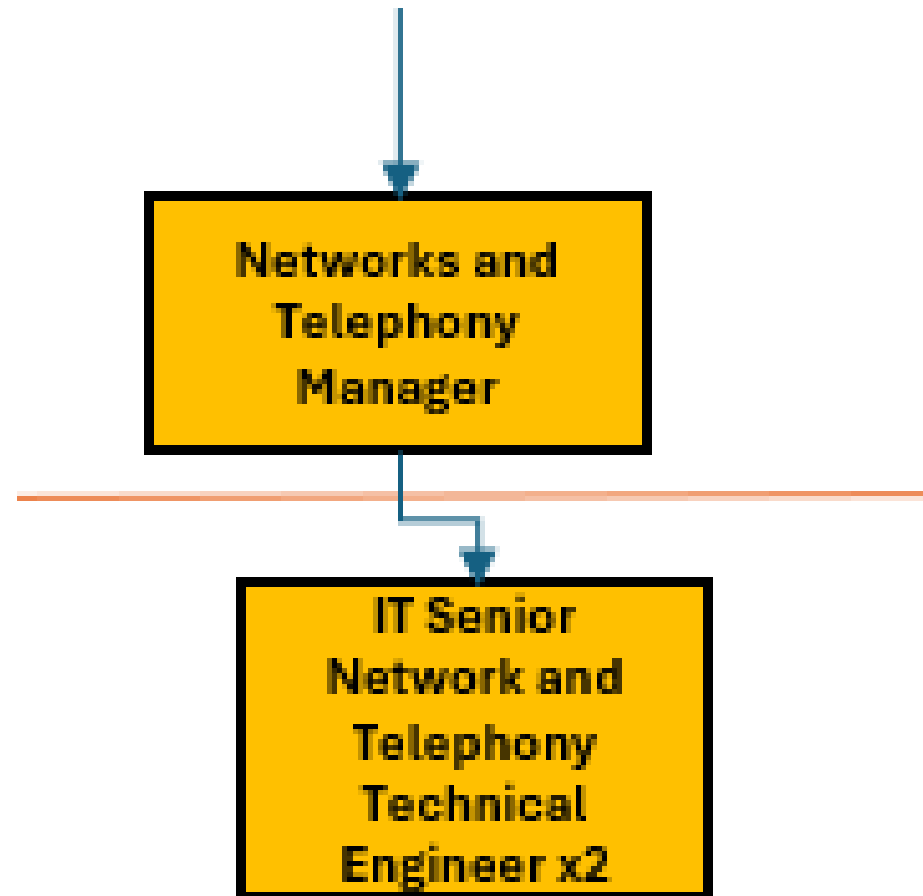 Networks and
Telephony
Manager
IT Senior
Network and
Telephony
Technical
Engineer x2